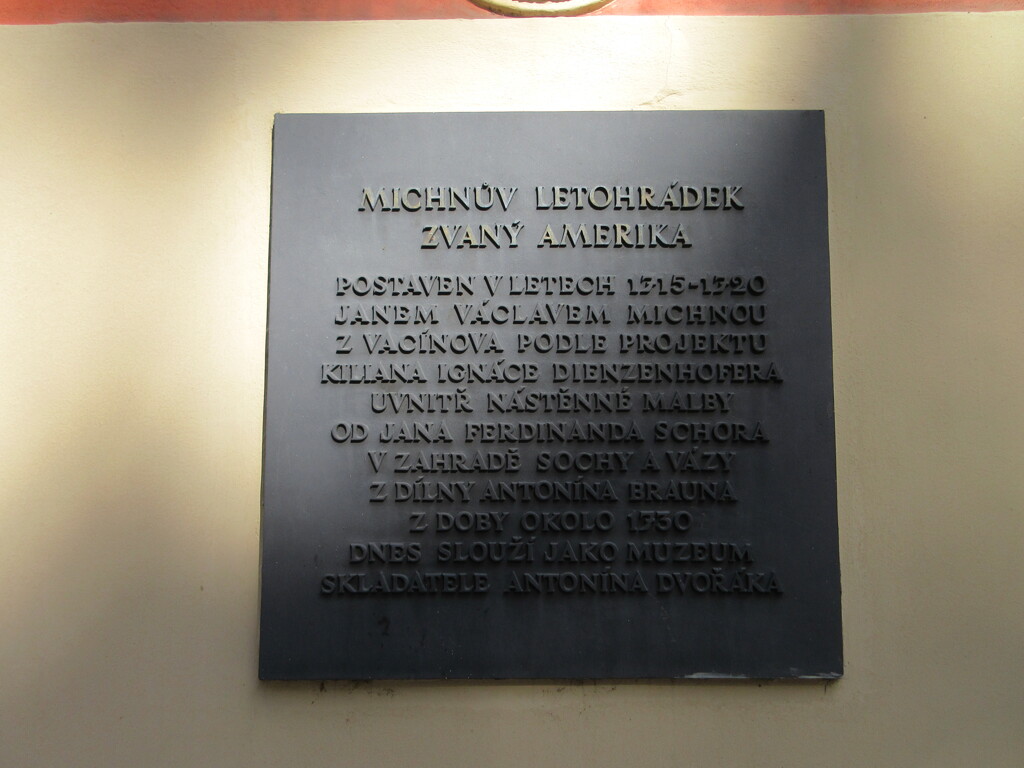 MICHNŮV LETOHRÁDEK
ZVANÝ AMERIKA
POSTAVEN V LETECH 1715-1720
JANEM VÁCLAVEM MICHNOU
Z VACÍNOVA PODLE PROJEKTU
KILIANA IGNÁCE DIENZENHOFERA
UVNITŘ NÁSTĚNNÉ MALBY
OD JANA FERDINANDA SCHORA
V ZAHRADĚ SOCHY A VÁZY
Z DÍLNY ANTONÍNA BRAUNA
Z DOBY OKOLO 1730
DNES SLOUŽÍ JAKO MUZEUM
SKLADATELE ANTONÍNA DVOŘÁKA